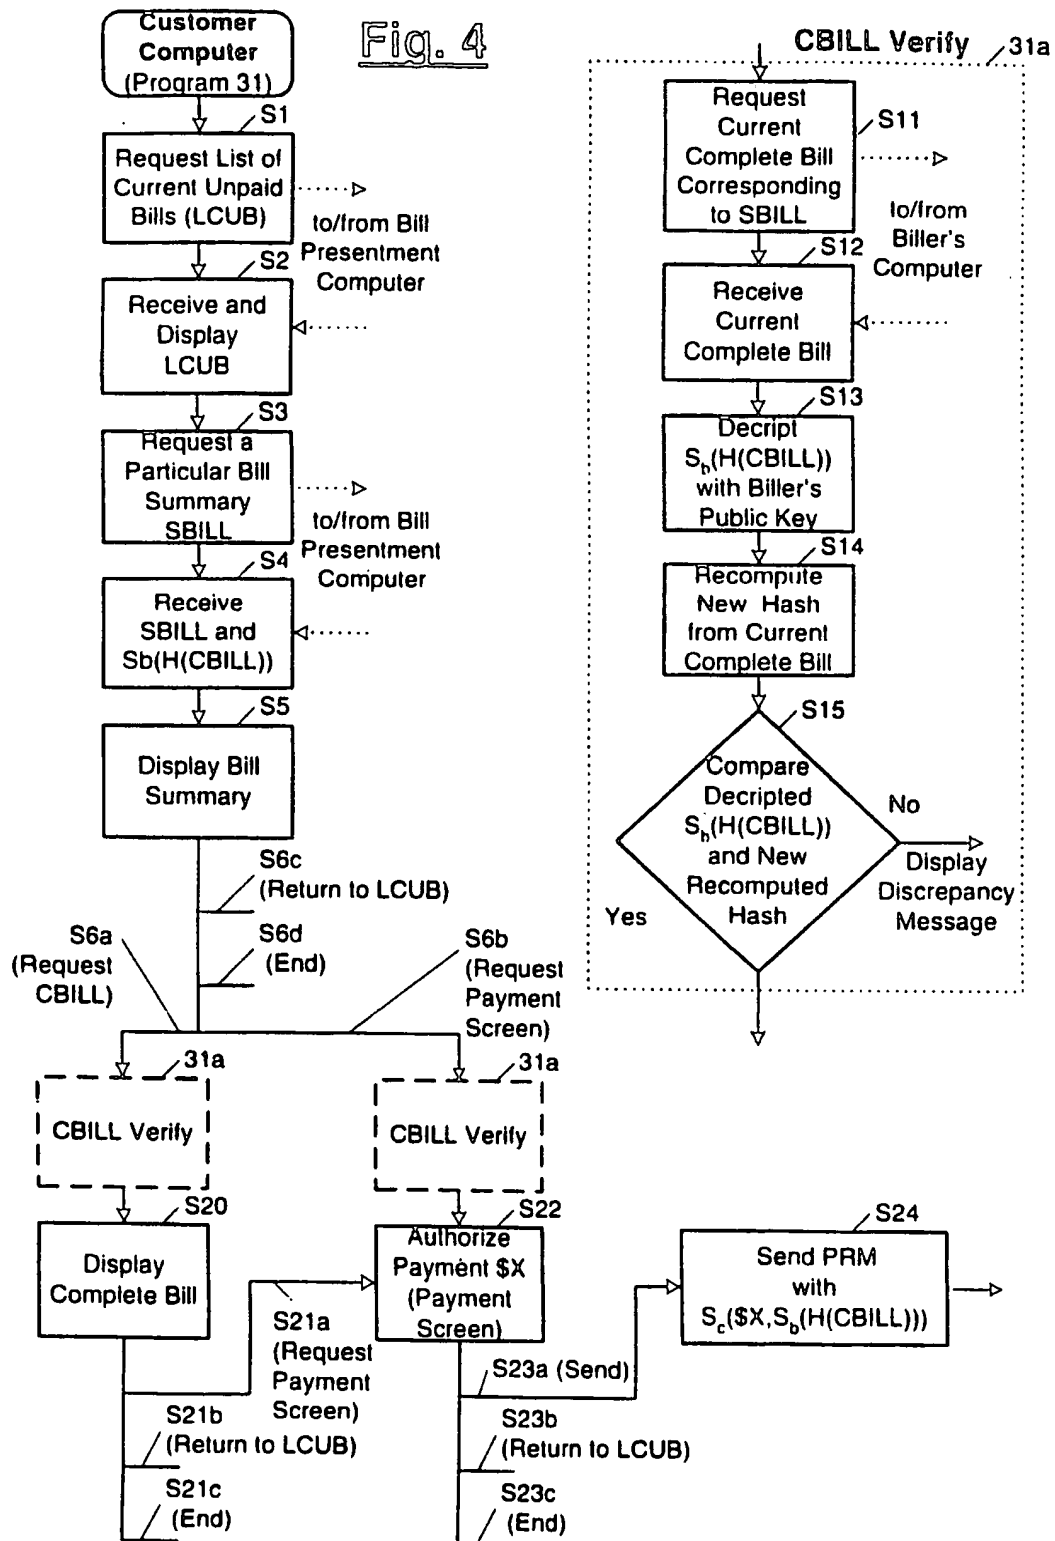 Customer
Computer
(Program 31)
Fig. 4
S1
Request List of
Current Unpaid
Bills (LCUB)
to/from Bill
Presentment
Computer
S2
Receive and
Display
LCUB
S3
Request a
Particular Bill
Summary
SBILL
to/from Bill
Presentment
Computer
S4
Receive
SBILL and
Sb(H(CBILL))
S5
Display Bill
Summary
S6c
(Return to LCUB)
S6d
(End)
S6a
(Request
CBILL)
S6b
(Request
Payment
Screen)
31a
CBILL Verify
31a
CBILL Verify
S20
Display
Complete Bill
S21a
(Request
Payment
Screen)
S21b
(Return to LCUB)
S21c
(End)
S22
Authorize
Payment $X
(Payment
Screen)
S23a (Send)
S23b
(Return to LCUB)
S23c
(End)
S24
Send PRM
with
Sc($X,Sb(H(CBILL)))
CBILL Verify
31a
Request
Current
Complete Bill
Corresponding
to SBILL
S11
to/from
Biller's
Computer
S12
Receive
Current
Complete Bill
S13
Decript
Sb(H(CBILL))
with Biller's
Public Key
S14
Recompute
New Hash
from Current
Complete Bill
S15
Compare
Decripted
Sb(H(CBILL))
and New
Recomputed
Hash
No
Display
Discrepancy
Message
Yes